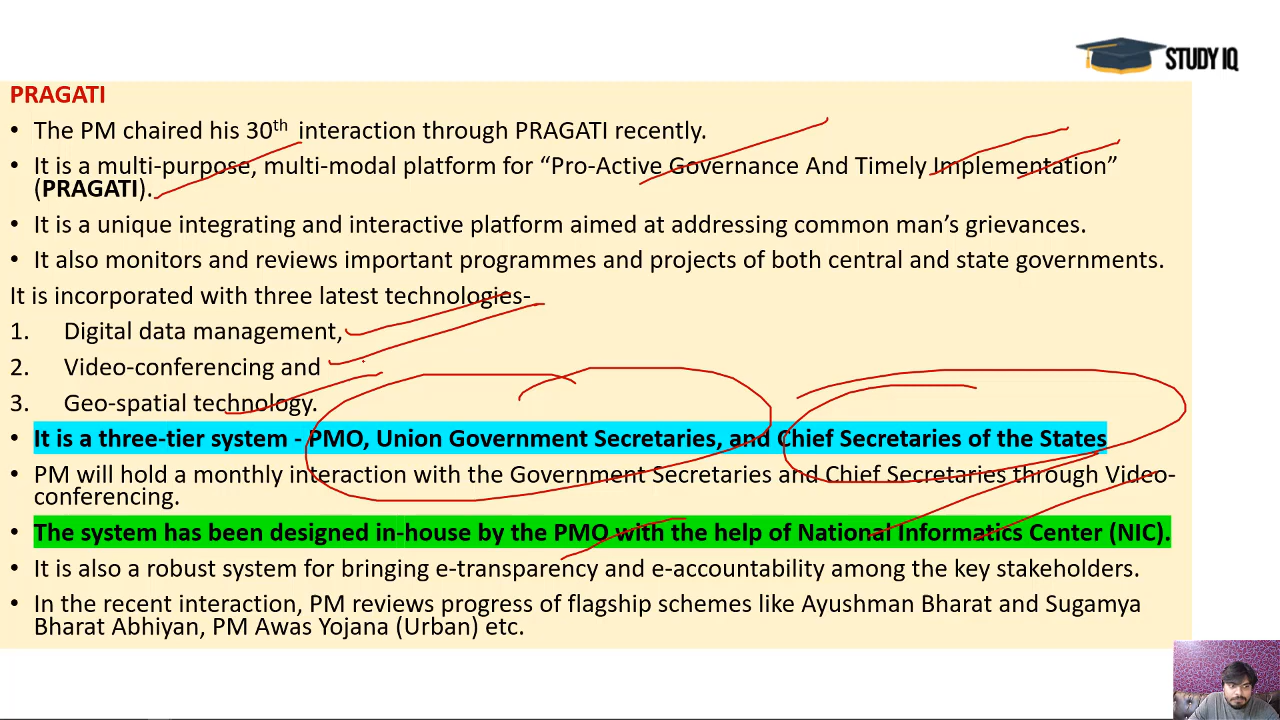 STUDY IQ
PRAGATI
• The PM chaired his 30th interaction through PRAGATI recently.
• It is a multi-purpose, multi-modal platform for “Pro-Active Governance And Timely Implementation”
(PRAGATI).
• It is a unique integrating and interactive platform aimed at addressing common man’s grievances.
• It also monitors and reviews important programmes and projects of both central and state governments.
It is incorporated with three latest technologies-
1. Digital data management,
2. Video-conferencing and
3. Geo-spatial technology.
• It is a three-tier system - PMO, Union Government Secretaries, and Chief Secretaries of the States
• PM will hold a monthly interaction with the Government Secretaries and Chief Secretaries through Video-
conferencing.
• The system has been designed in-house by the PMO with the help of National Informatics Center (NIC).
• It is also a robust system for bringing e-transparency and e-accountability among the key stakeholders.
• In the recent interaction, PM reviews progress of flagship schemes like Ayushman Bharat and Sugamya
Bharat Abhiyan, PM Awas Yojana (Urban) etc.